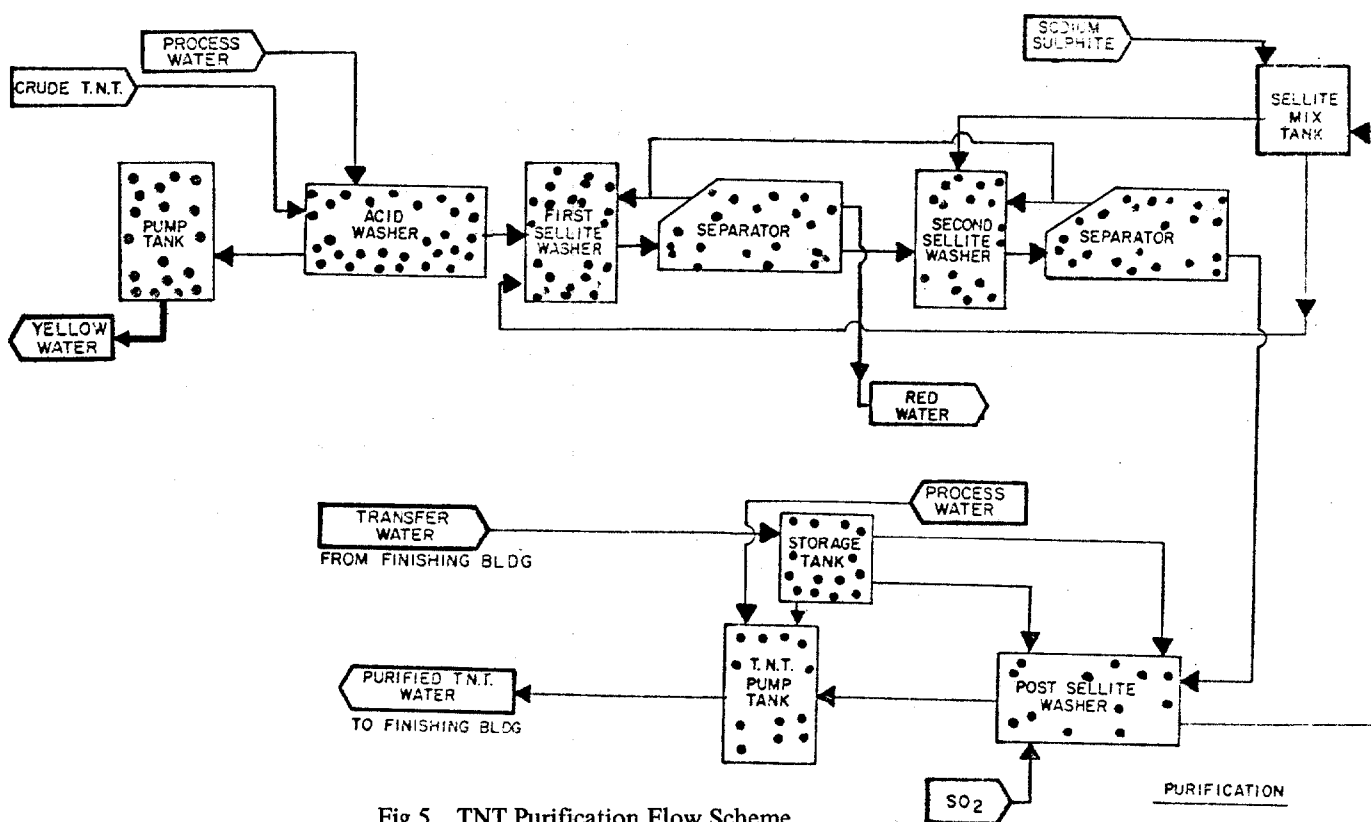 PROCESS
WATER
CRUDE T.N.T.
SODIUM
SULPHITE
SELLITE
MIX
TANK
PUMP
TANK
ACID
WASHER
FIRST
SELLITE
WASHER
SEPARATOR
SECOND
SELLITE
WASHER
SEPARATOR
YELLOW
WATER
RED
WATER
TRANSFER
WATER
FROM FINISHING BLDG
PROCESS
WATER
STORAGE
TANK
PURIFIED T.N.T.
WATER
TO FINISHING BLDG
T.N.T.
PUMP
TANK
POST SELLITE
WASHER
SO2
PURIFICATION
Fig 5 TNT Purification Flow Scheme